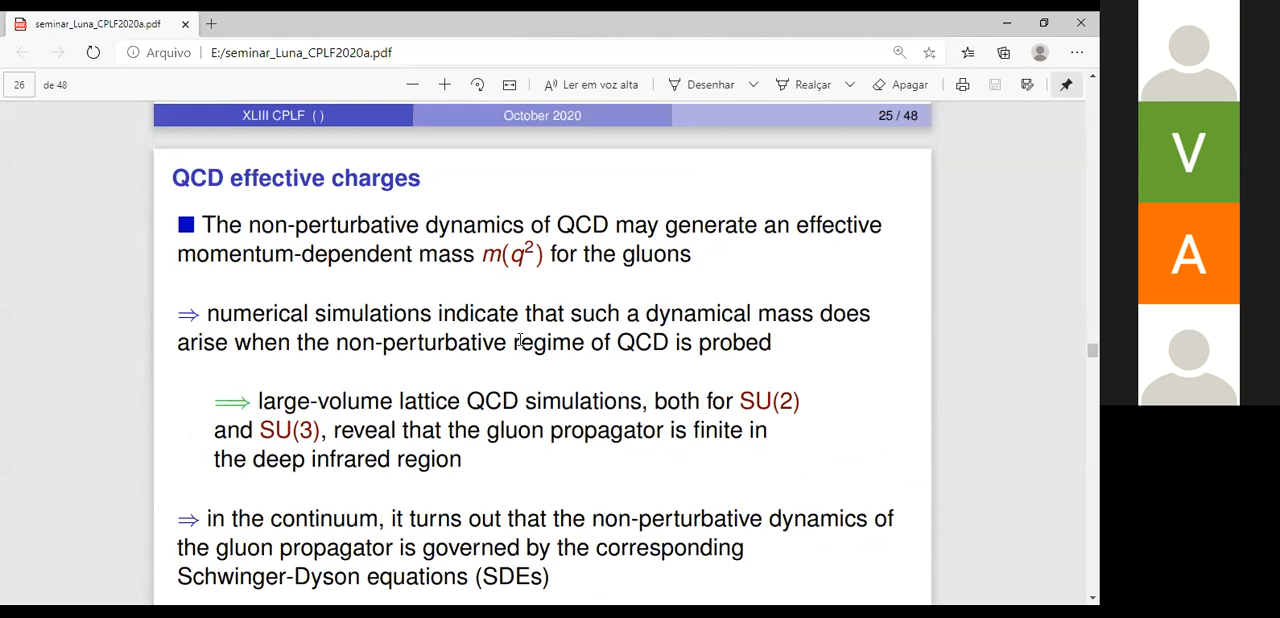 seminar_Luna_CPLF2020a.pdf
Arquivo E:/seminar_Luna_CPLF2020a.pdf
26 de 48 Ler em voz alta Desenhar Realçar Apagar
XLIII CPLF ( ) October 2020 25 / 48
QCD effective charges
The non-perturbative dynamics of QCD may generate an effective
momentum-dependent mass m(q²) for the gluons
⇒ numerical simulations indicate that such a dynamical mass does
arise when the non-perturbative regime of QCD is probed
⟹ large-volume lattice QCD simulations, both for SU(2)
and SU(3), reveal that the gluon propagator is finite in
the deep infrared region
⇒ in the continuum, it turns out that the non-perturbative dynamics of
the gluon propagator is governed by the corresponding
Schwinger-Dyson equations (SDEs)
V
A